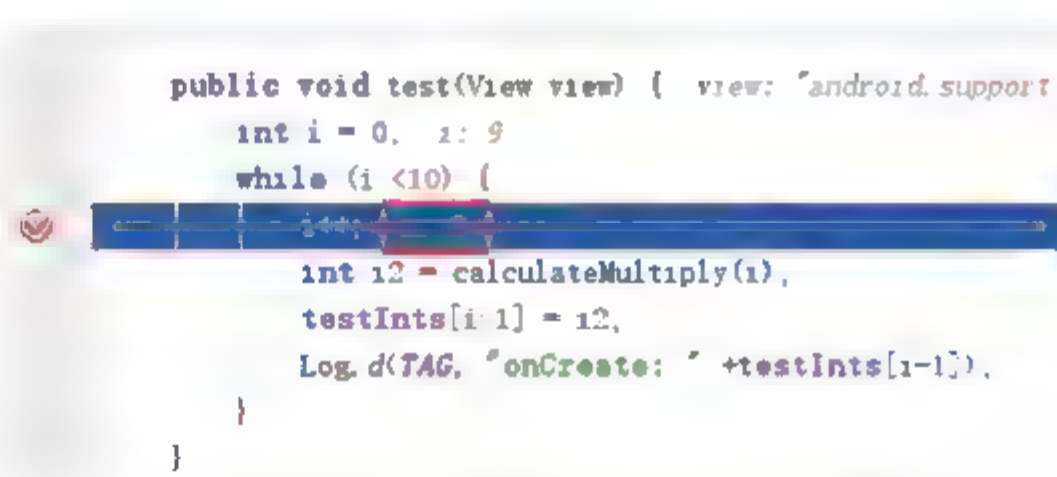 public void test(View view) {  view: "android.support
int i = 0;  i: 9
while (i <10) {
i++;
int i2 = calculateMultiply(i);
testInts[i-1] = i2;
Log.d(TAG, "onCreate: " +testInts[i-1]);
}
}